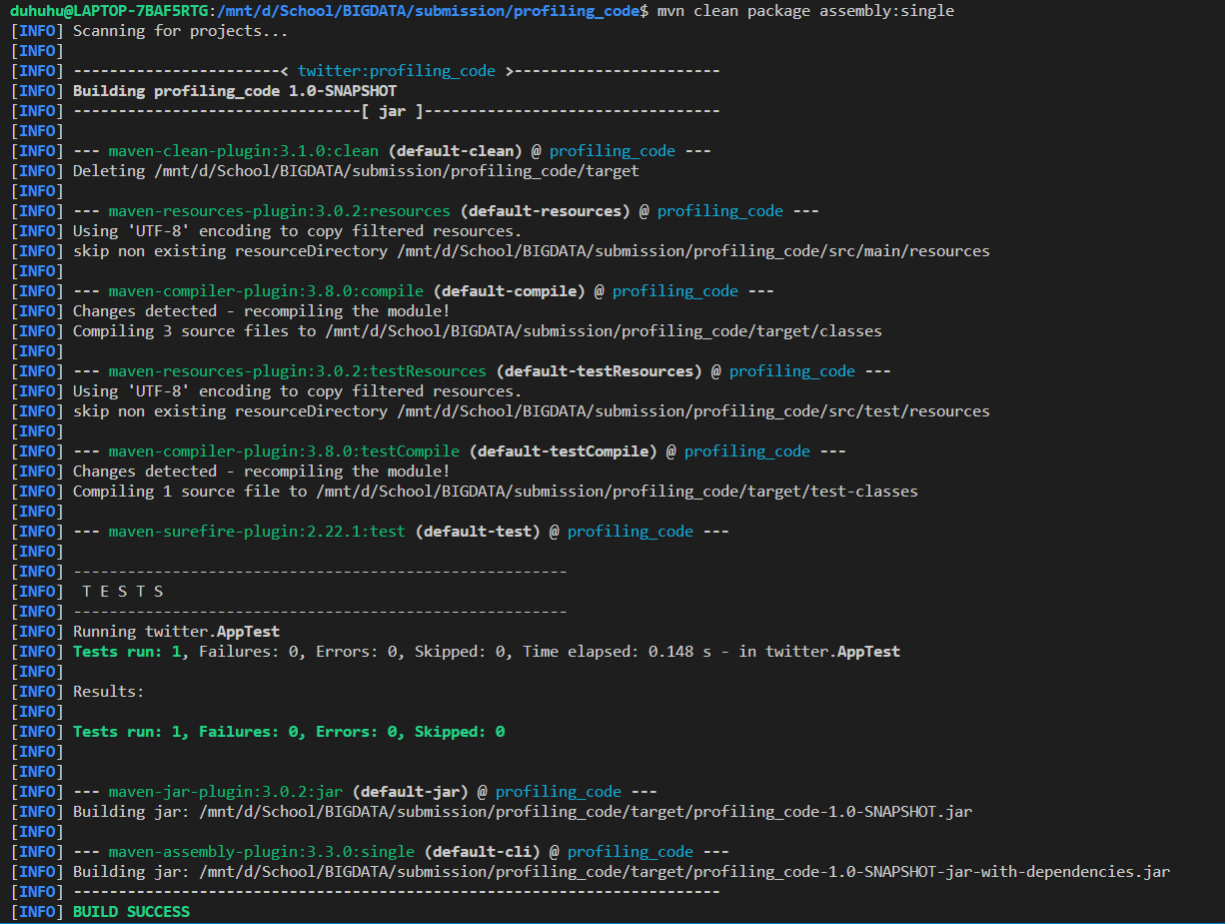 duhuhu@LAPTOP-7BAF5RTG:/mnt/d/School/BIGDATA/submission/profiling_code$ mvn clean package assembly:single
[INFO] Scanning for projects...
[INFO]
[INFO] -----------------------< twitter:profiling_code >-----------------------
[INFO] Building profiling_code 1.0-SNAPSHOT
[INFO] --------------------------------[ jar ]---------------------------------
[INFO]
[INFO] --- maven-clean-plugin:3.1.0:clean (default-clean) @ profiling_code ---
[INFO] Deleting /mnt/d/School/BIGDATA/submission/profiling_code/target
[INFO]
[INFO] --- maven-resources-plugin:3.0.2:resources (default-resources) @ profiling_code ---
[INFO] Using 'UTF-8' encoding to copy filtered resources.
[INFO] skip non existing resourceDirectory /mnt/d/School/BIGDATA/submission/profiling_code/src/main/resources
[INFO]
[INFO] --- maven-compiler-plugin:3.8.0:compile (default-compile) @ profiling_code ---
[INFO] Changes detected - recompiling the module!
[INFO] Compiling 3 source files to /mnt/d/School/BIGDATA/submission/profiling_code/target/classes
[INFO]
[INFO] --- maven-resources-plugin:3.0.2:testResources (default-testResources) @ profiling_code ---
[INFO] Using 'UTF-8' encoding to copy filtered resources.
[INFO] skip non existing resourceDirectory /mnt/d/School/BIGDATA/submission/profiling_code/src/test/resources
[INFO]
[INFO] --- maven-compiler-plugin:3.8.0:testCompile (default-testCompile) @ profiling_code ---
[INFO] Changes detected - recompiling the module!
[INFO] Compiling 1 source file to /mnt/d/School/BIGDATA/submission/profiling_code/target/test-classes
[INFO]
[INFO] --- maven-surefire-plugin:2.22.1:test (default-test) @ profiling_code ---
[INFO]
[INFO] -------------------------------------------------------
[INFO]  T E S T S
[INFO] -------------------------------------------------------
[INFO] Running twitter.AppTest
[INFO] Tests run: 1, Failures: 0, Errors: 0, Skipped: 0, Time elapsed: 0.148 s - in twitter.AppTest
[INFO]
[INFO] Results:
[INFO]
[INFO] Tests run: 1, Failures: 0, Errors: 0, Skipped: 0
[INFO]
[INFO]
[INFO] --- maven-jar-plugin:3.0.2:jar (default-jar) @ profiling_code ---
[INFO] Building jar: /mnt/d/School/BIGDATA/submission/profiling_code/target/profiling_code-1.0-SNAPSHOT.jar
[INFO]
[INFO] --- maven-assembly-plugin:3.3.0:single (default-cli) @ profiling_code ---
[INFO] Building jar: /mnt/d/School/BIGDATA/submission/profiling_code/target/profiling_code-1.0-SNAPSHOT-jar-with-dependencies.jar
[INFO] ------------------------------------------------------------------------
[INFO] BUILD SUCCESS